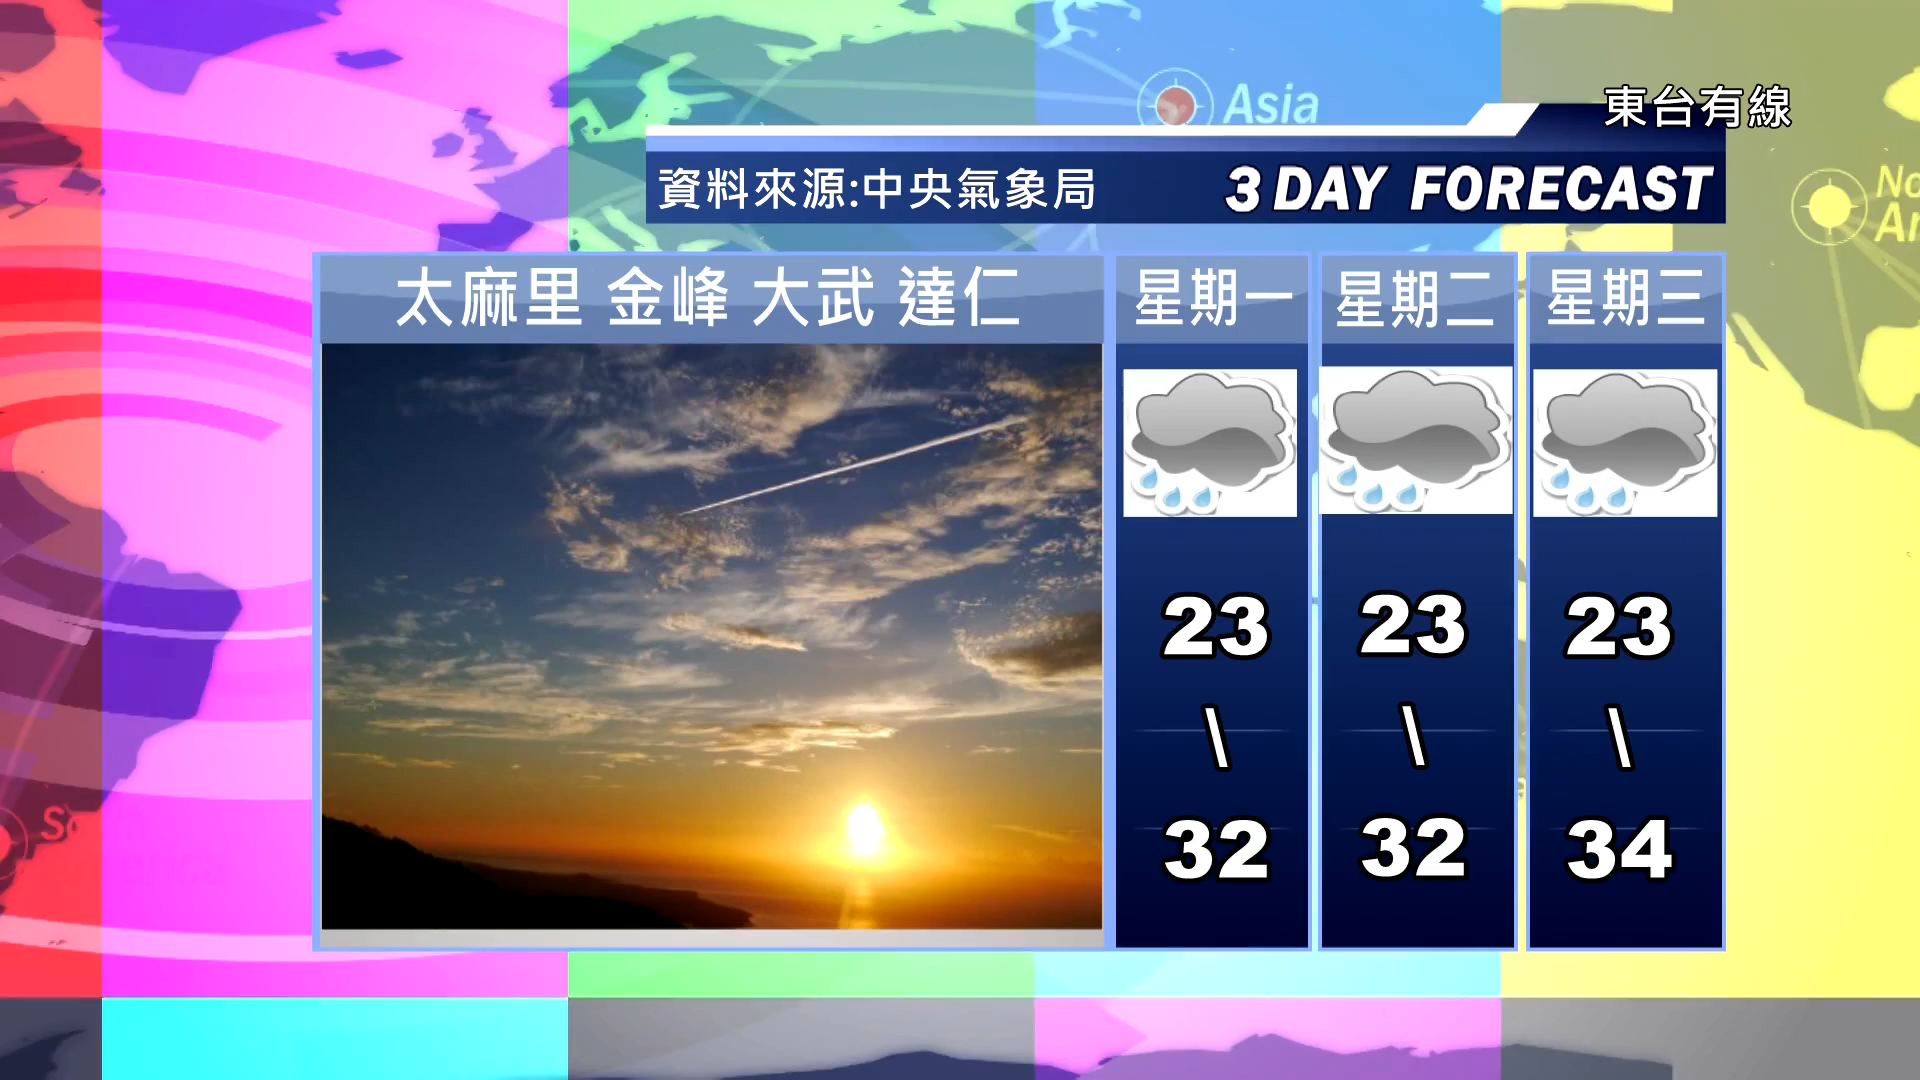 Asia
東台有線
資料來源:中央氣象局
3 DAY FORECAST
太麻里 金峰 大武 達仁
星期一
星期二
星期三
23
\
32
23
\
32
23
\
34